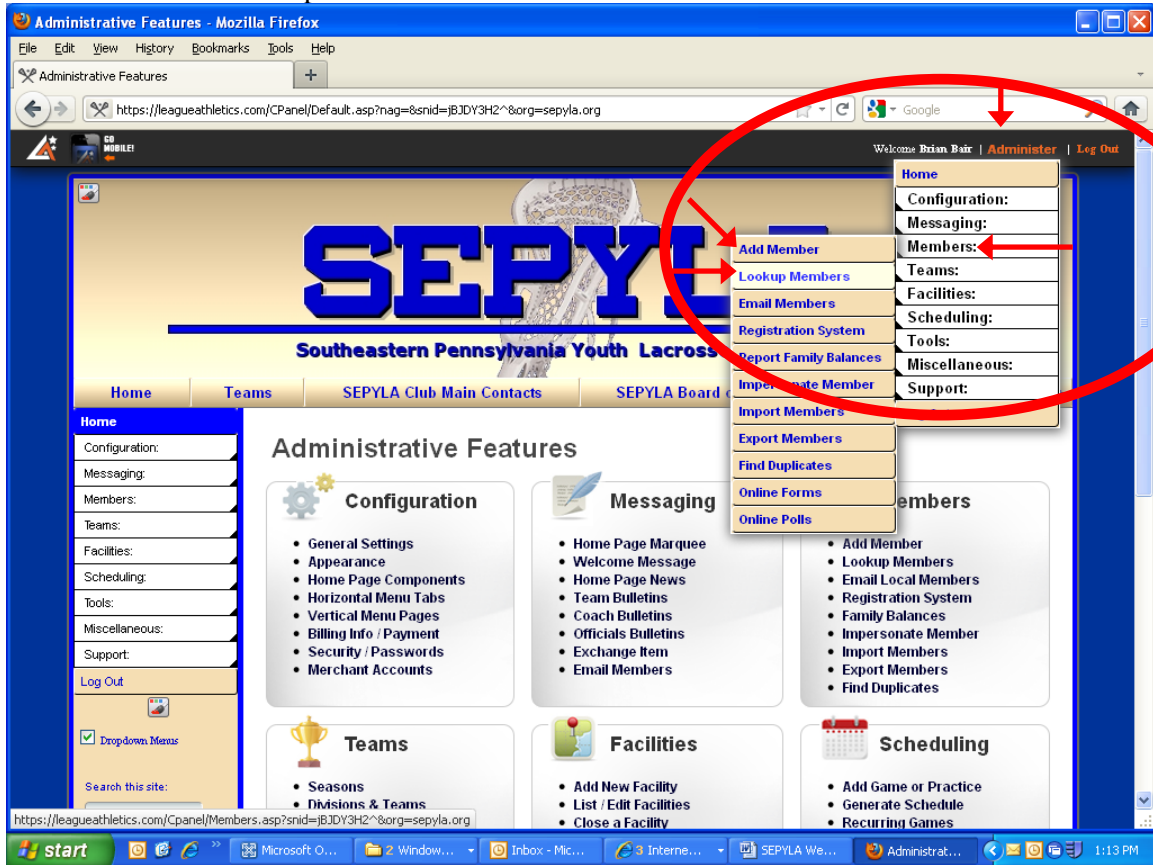 Administrative Features - Mozilla Firefox
File Edit View History Bookmarks Tools Help
Administrative Features
https://leagueathletics.com/CPanel/Default.asp?nag=&snid=jBJDY3H2^&org=sepyla.org
Google
GO MOBILE!
Welcome Brian Bair | Administer | Log Out
Home
Configuration:
Messaging:
Members:
Teams:
Facilities:
Scheduling:
Tools:
Miscellaneous:
Support:
Add Member
Lookup Members
Email Members
Registration System
Report Family Balances
Impersonate Member
Import Members
Export Members
Find Duplicates
Online Forms
Online Polls
SEPYL
Southeastern Pennsylvania Youth Lacross
Home Teams SEPYLA Club Main Contacts SEPYLA Board
Home
Configuration:
Messaging:
Members:
Teams:
Facilities:
Scheduling:
Tools:
Miscellaneous:
Support:
Log Out
Dropdown Menus
Search this site:
Administrative Features
Configuration
• General Settings
• Appearance
• Home Page Components
• Horizontal Menu Tabs
• Vertical Menu Pages
• Billing Info / Payment
• Security / Passwords
• Merchant Accounts
Messaging
• Home Page Marquee
• Welcome Message
• Home Page News
• Team Bulletins
• Coach Bulletins
• Officials Bulletins
• Exchange Item
• Email Members
embers
• Add Member
• Lookup Members
• Email Local Members
• Registration System
• Family Balances
• Impersonate Member
• Import Members
• Export Members
• Find Duplicates
Teams
• Seasons
• Divisions & Teams
Facilities
• Add New Facility
• List / Edit Facilities
• Close a Facility
Scheduling
• Add Game or Practice
• Generate Schedule
• Recurring Games
https://leagueathletics.com/Cpanel/Members.asp?snid=jBJDY3H2^&org=sepyla.org
start
Microsoft O...
2 Window...
Inbox - Mic...
3 Interne...
SEPYLA We...
Administrat...
1:13 PM